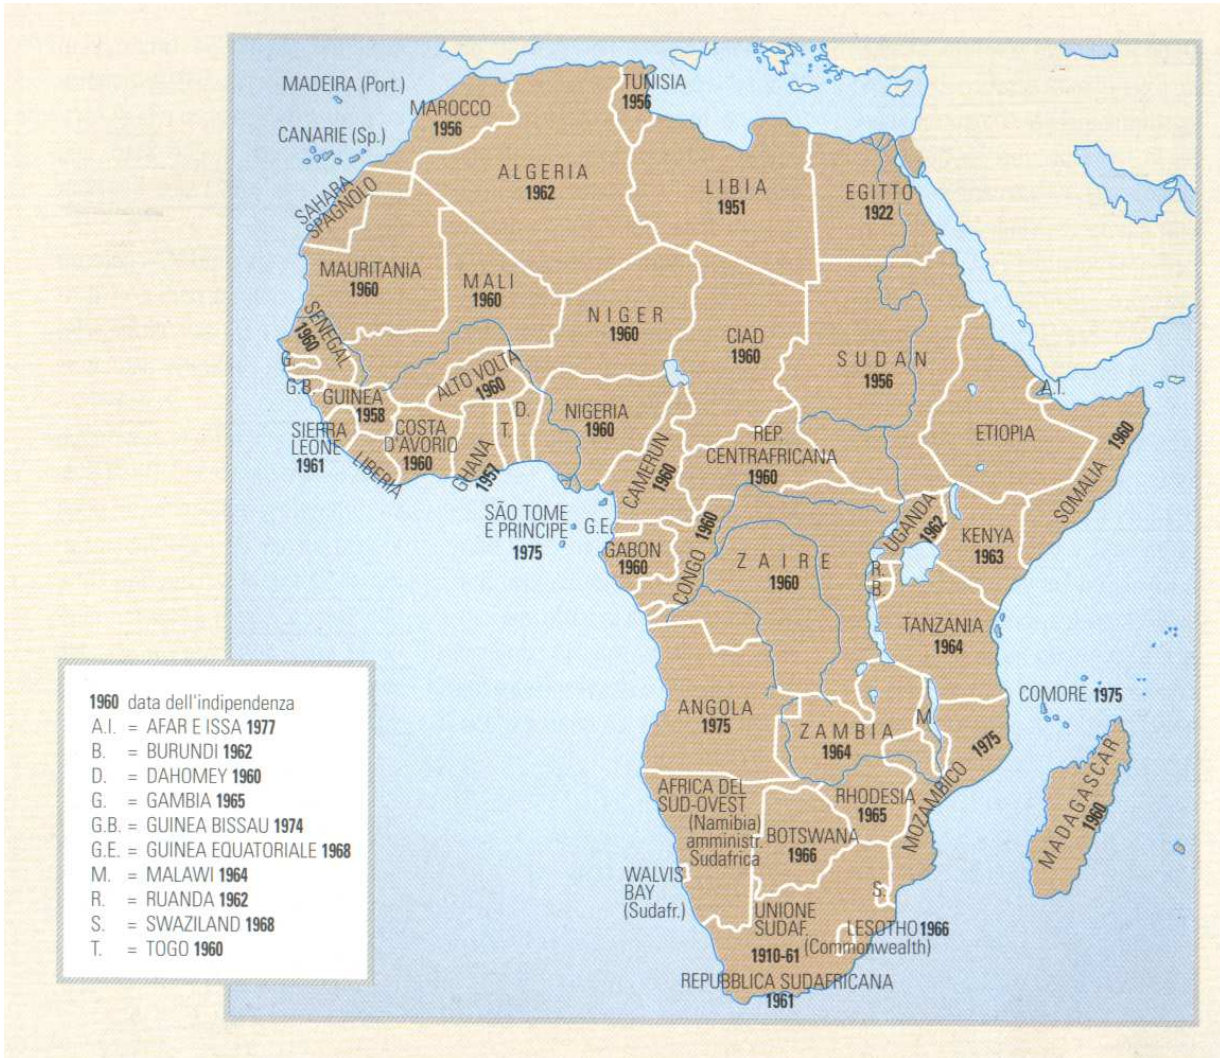 MADEIRA (Port.)
CANARIE (Sp.)
MAROCCO
1956
TUNISIA
1956
ALGERIA
1962
LIBIA
1951
EGITTO
1922
SAHARA
SPAGNOLO
MAURITANIA
1960
MALI
1960
NIGER
1960
CIAD
1960
SUDAN
1956
SENEGAL
1960
G.
G.B.
GUINEA
1958
ALTO VOLTA
1960
SIERRA
LEONE
1961
LIBERIA
COSTA
D'AVORIO
1960
GHANA
1957
T.
D.
NIGERIA
1960
CAMERUN
1960
REP.
CENTRAFRICANA
1960
ETIOPIA
A.I.
SOMALIA
1960
SÃO TOME
E PRINCIPE
1975
G.E.
GABON
1960
CONGO
1960
ZAIRE
1960
UGANDA
1962
KENYA
1963
R.
B.
TANZANIA
1964
COMORE 1975
ANGOLA
1975
ZAMBIA
1964
M.
MOZAMBICO 1975
MADAGASCAR
1960
AFRICA DEL
SUD-OVEST
(Namibia)
amministr.
Sudafrica
RHODESIA
1965
BOTSWANA
1966
WALVIS
BAY
(Sudafr.)
S.
UNIONE
SUDAF.
1910-61
LESOTHO 1966
(Commonwealth)
REPUBBLICA SUDAFRICANA
1961
1960 data dell'indipendenza
A.I. = AFAR E ISSA 1977
B. = BURUNDI 1962
D. = DAHOMEY 1960
G. = GAMBIA 1965
G.B. = GUINEA BISSAU 1974
G.E. = GUINEA EQUATORIALE 1968
M. = MALAWI 1964
R. = RUANDA 1962
S. = SWAZILAND 1968
T. = TOGO 1960